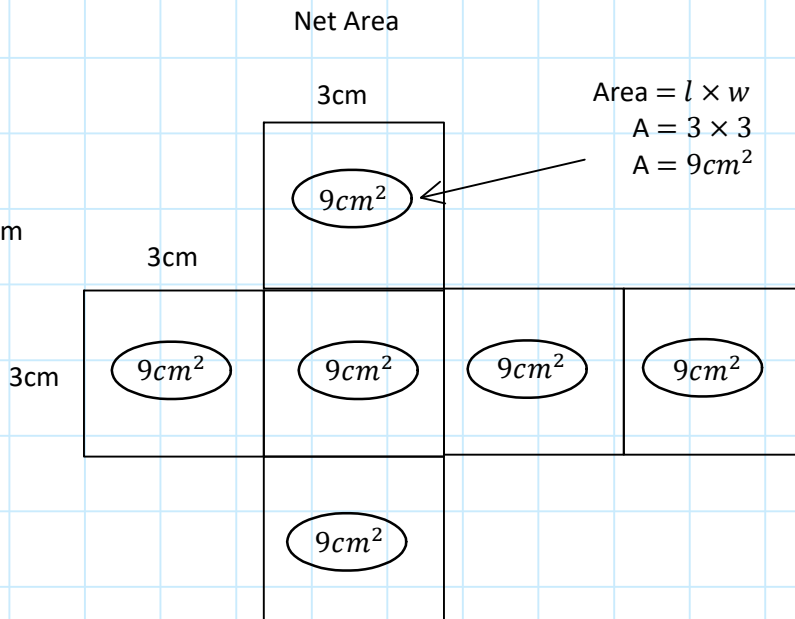 Net Area
3cm
Area = l × w
A = 3 × 3
A = 9cm²
9cm²
m
3cm
3cm
9cm²
9cm²
9cm²
9cm²
9cm²